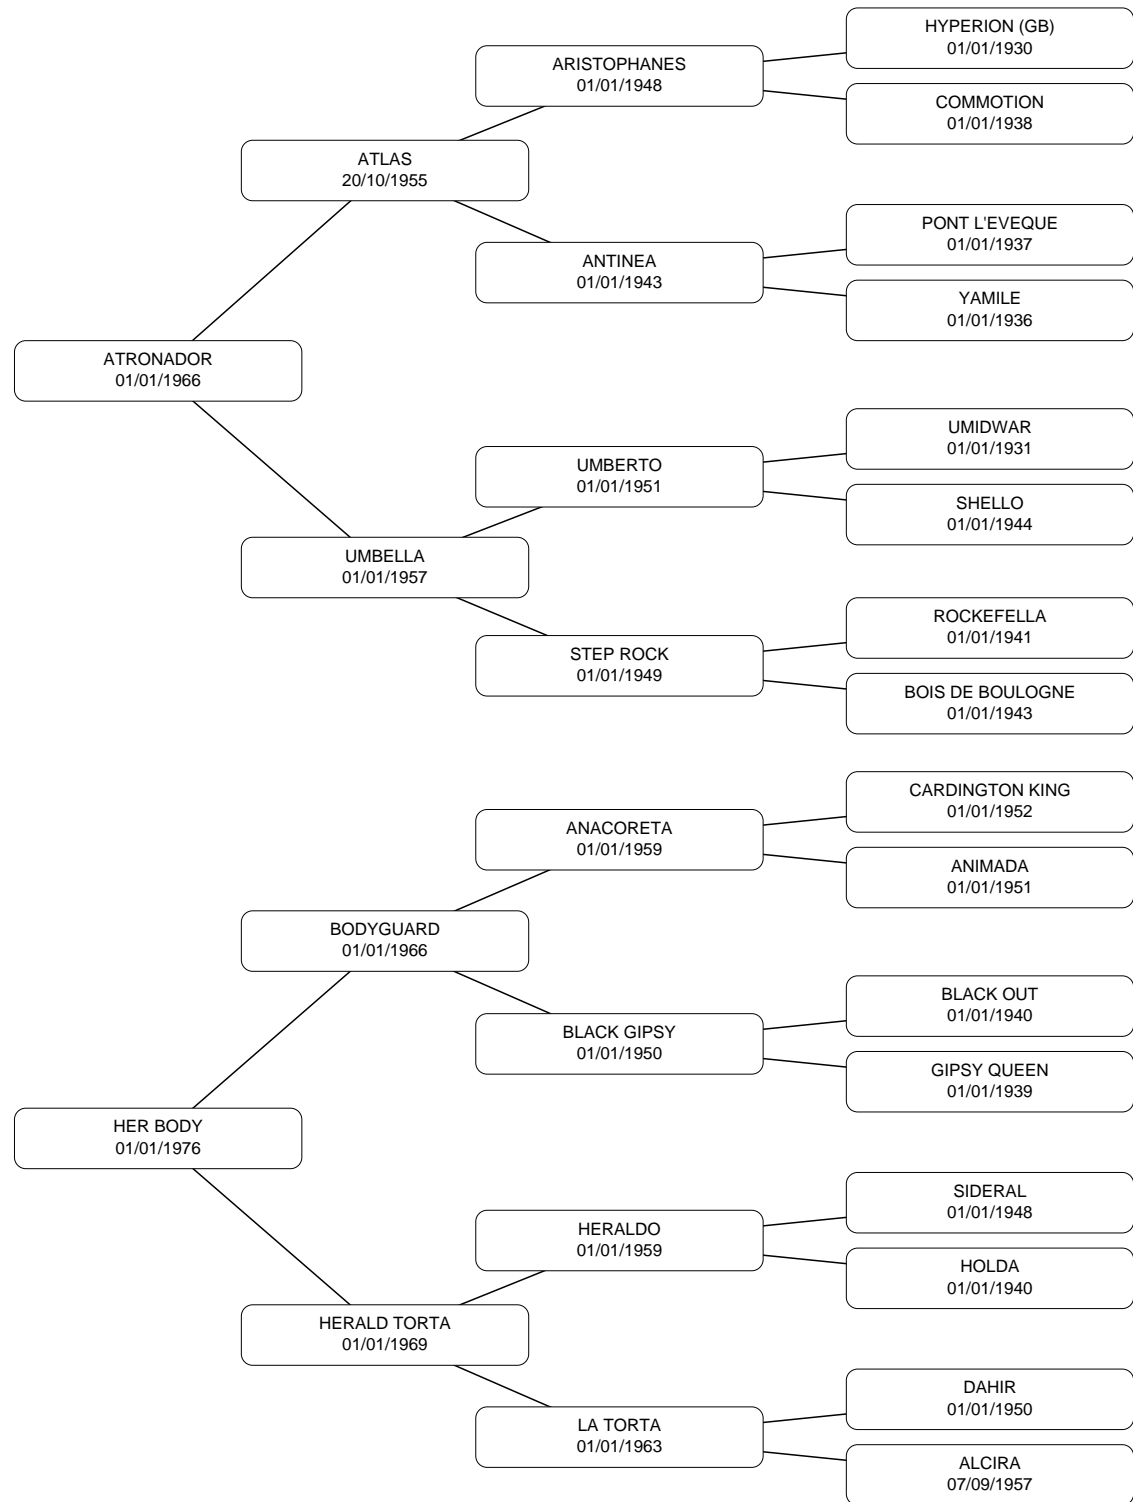 HYPERION (GB)
01/01/1930
ARISTOPHANES
01/01/1948
COMMOTION
01/01/1938
ATLAS
20/10/1955
PONT L'EVEQUE
01/01/1937
ANTINEA
01/01/1943
YAMILE
01/01/1936
ATRONADOR
01/01/1966
UMIDWAR
01/01/1931
UMBERTO
01/01/1951
SHELLO
01/01/1944
UMBELLA
01/01/1957
ROCKEFELLA
01/01/1941
STEP ROCK
01/01/1949
BOIS DE BOULOGNE
01/01/1943
CARDINGTON KING
01/01/1952
ANACORETA
01/01/1959
ANIMADA
01/01/1951
BODYGUARD
01/01/1966
BLACK OUT
01/01/1940
BLACK GIPSY
01/01/1950
GIPSY QUEEN
01/01/1939
HER BODY
01/01/1976
SIDERAL
01/01/1948
HERALDO
01/01/1959
HOLDA
01/01/1940
HERALD TORTA
01/01/1969
DAHIR
01/01/1950
LA TORTA
01/01/1963
ALCIRA
07/09/1957